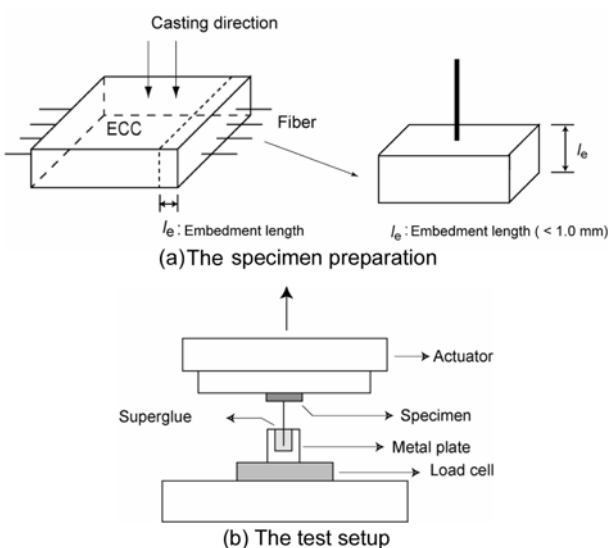 Casting direction
ECC
Fiber
lₑ
lₑ : Embedment length
lₑ : Embedment length ( < 1.0 mm)
(a) The specimen preparation
Actuator
Superglue
Specimen
Metal plate
Load cell
(b) The test setup